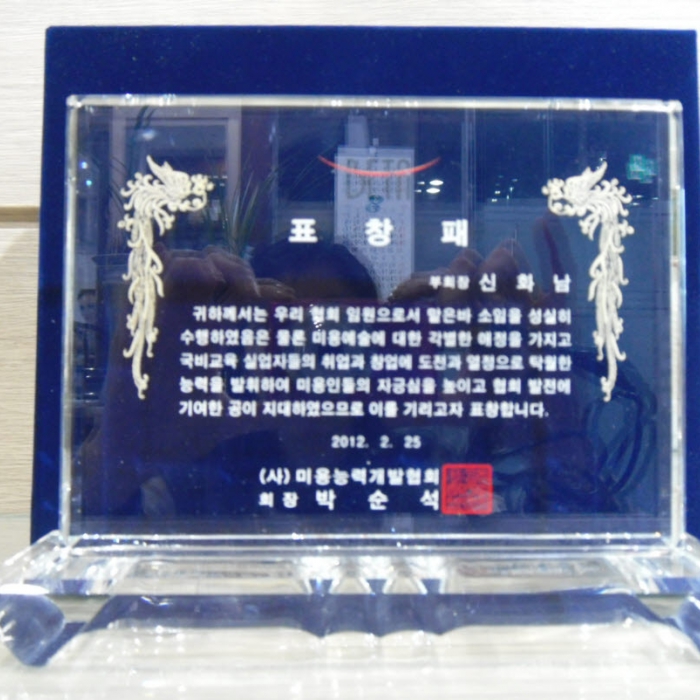 BETA
표 창 패
부회장 신 화 남
귀하께서는 우리 협회 임원으로서 맡은바 소임을 성실히
수행하였음은 물론 미용예술에 대한 각별한 애정을 가지고
국비교육 실업자들의 취업과 창업에 도전과 열정으로 탁월한
능력을 발휘하여 미용인들의 자긍심을 높이고 협회 발전에
기여한 공이 지대하였으므로 이를 기리고자 표창합니다.
2012. 2. 25
(사) 미용능력개발협회
회 장 박 순 석